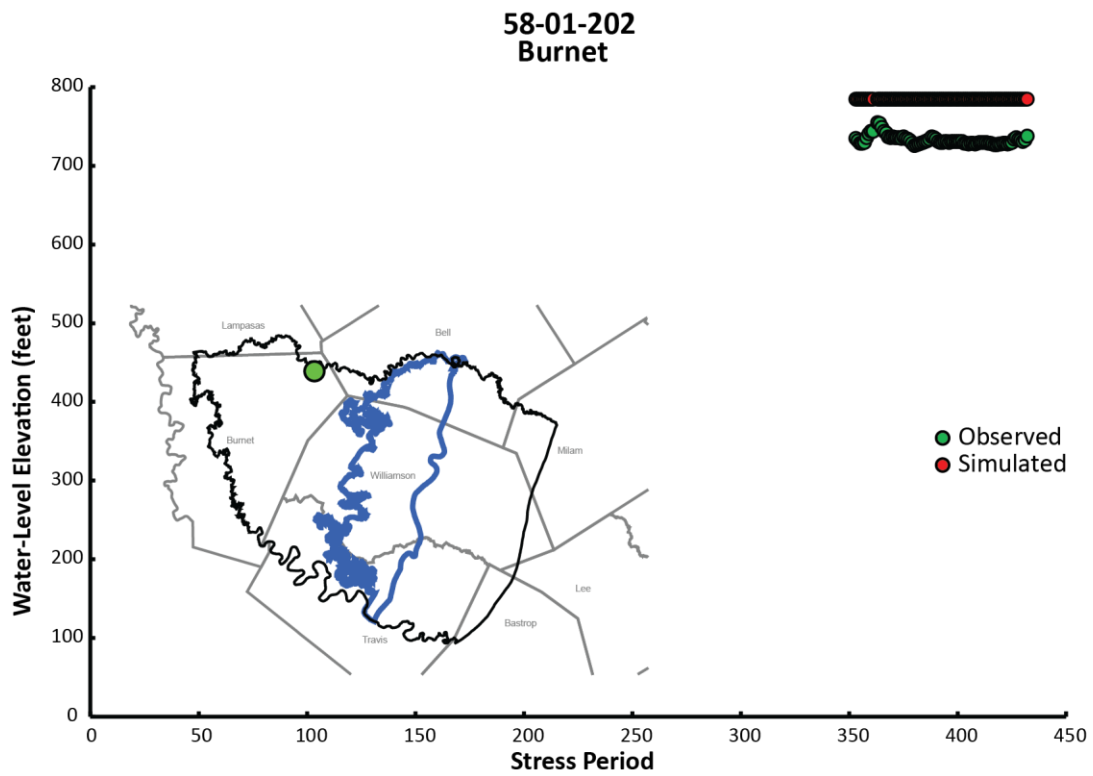 58-01-202
Burnet
Water-Level Elevation (feet)
800
700
600
500
400
300
200
100
0
Lampasas
Bell
Burnet
Milam
Williamson
Lee
Bastrop
Travis
Observed
Simulated
0 50 100 150 200 250 300 350 400 450
Stress Period